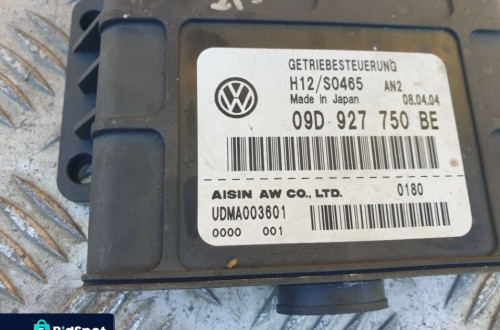 GETRIEBESTEUERUNG
H12/S0465 AN2
Made in Japan 08.04.04
09D 927 750 BE
AISIN AW CO., LTD. 0180
UDMA003601
0000 001